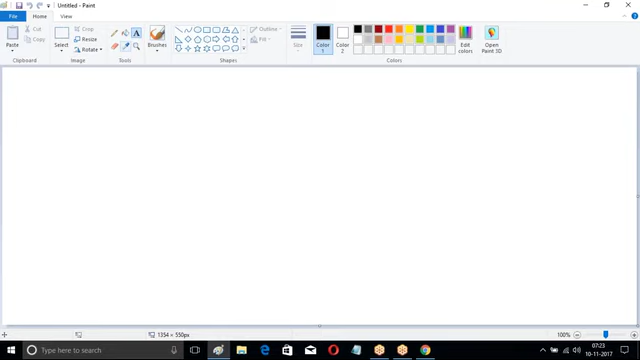 Untitled - Paint
File Home View
Paste Cut Copy Select Crop Resize Rotate Brushes Outline Fill Size Color 1 Color 2 Edit colors Open Paint 3D
Clipboard Image Tools Shapes Colors
1354 × 550px 100%
Type here to search 07:23
10-11-2017